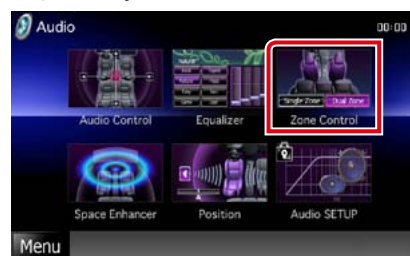 Audio
00:00
Audio Control
Equalizer
Single Zone Dual Zone
Zone Control
Space Enhancer
Position
Audio SETUP
Menu